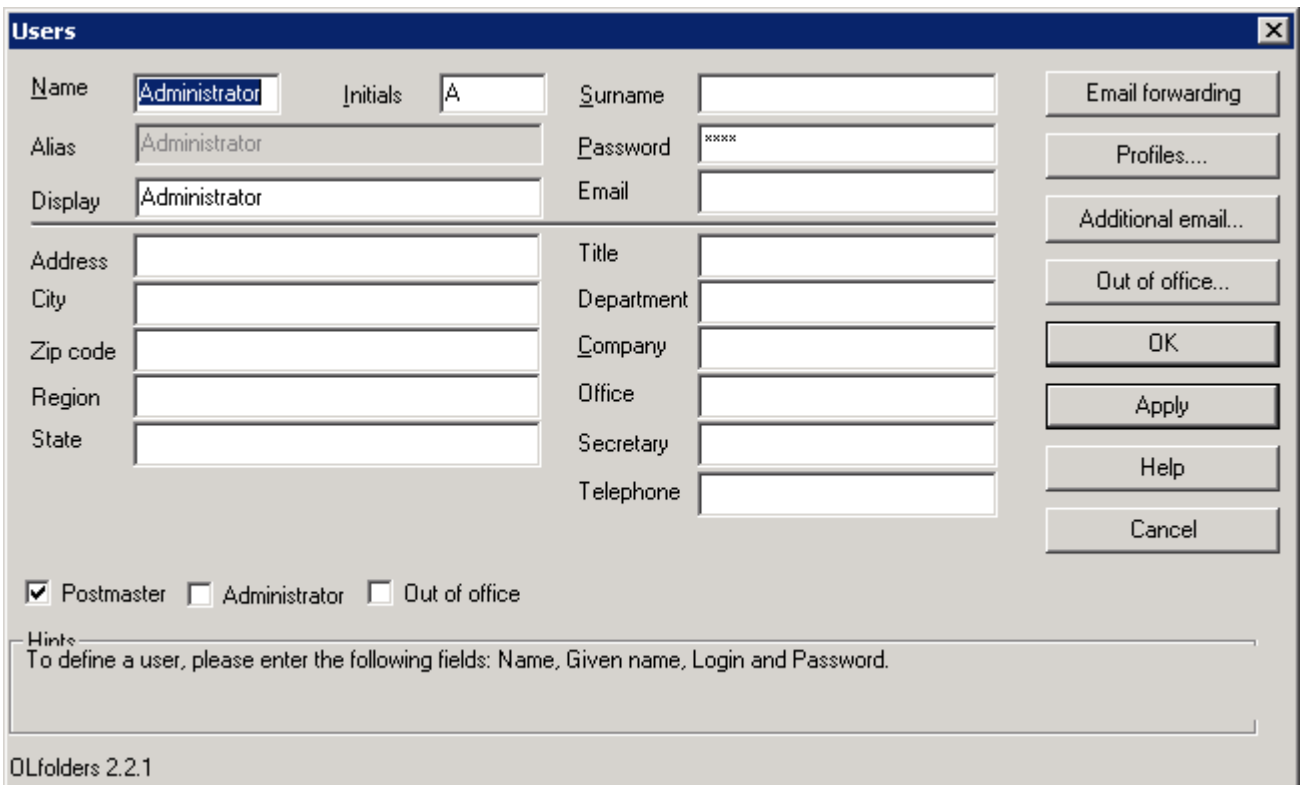 Users
Name Administrator Initials A Surname Email forwarding
Alias Administrator Password **** Profiles....
Display Administrator Email Additional email...
Address Title Out of office...
City Department
Zip code Company OK
Region Office Apply
State Secretary Help
Telephone Cancel
Postmaster Administrator Out of office
Hints
To define a user, please enter the following fields: Name, Given name, Login and Password.
OLfolders 2.2.1